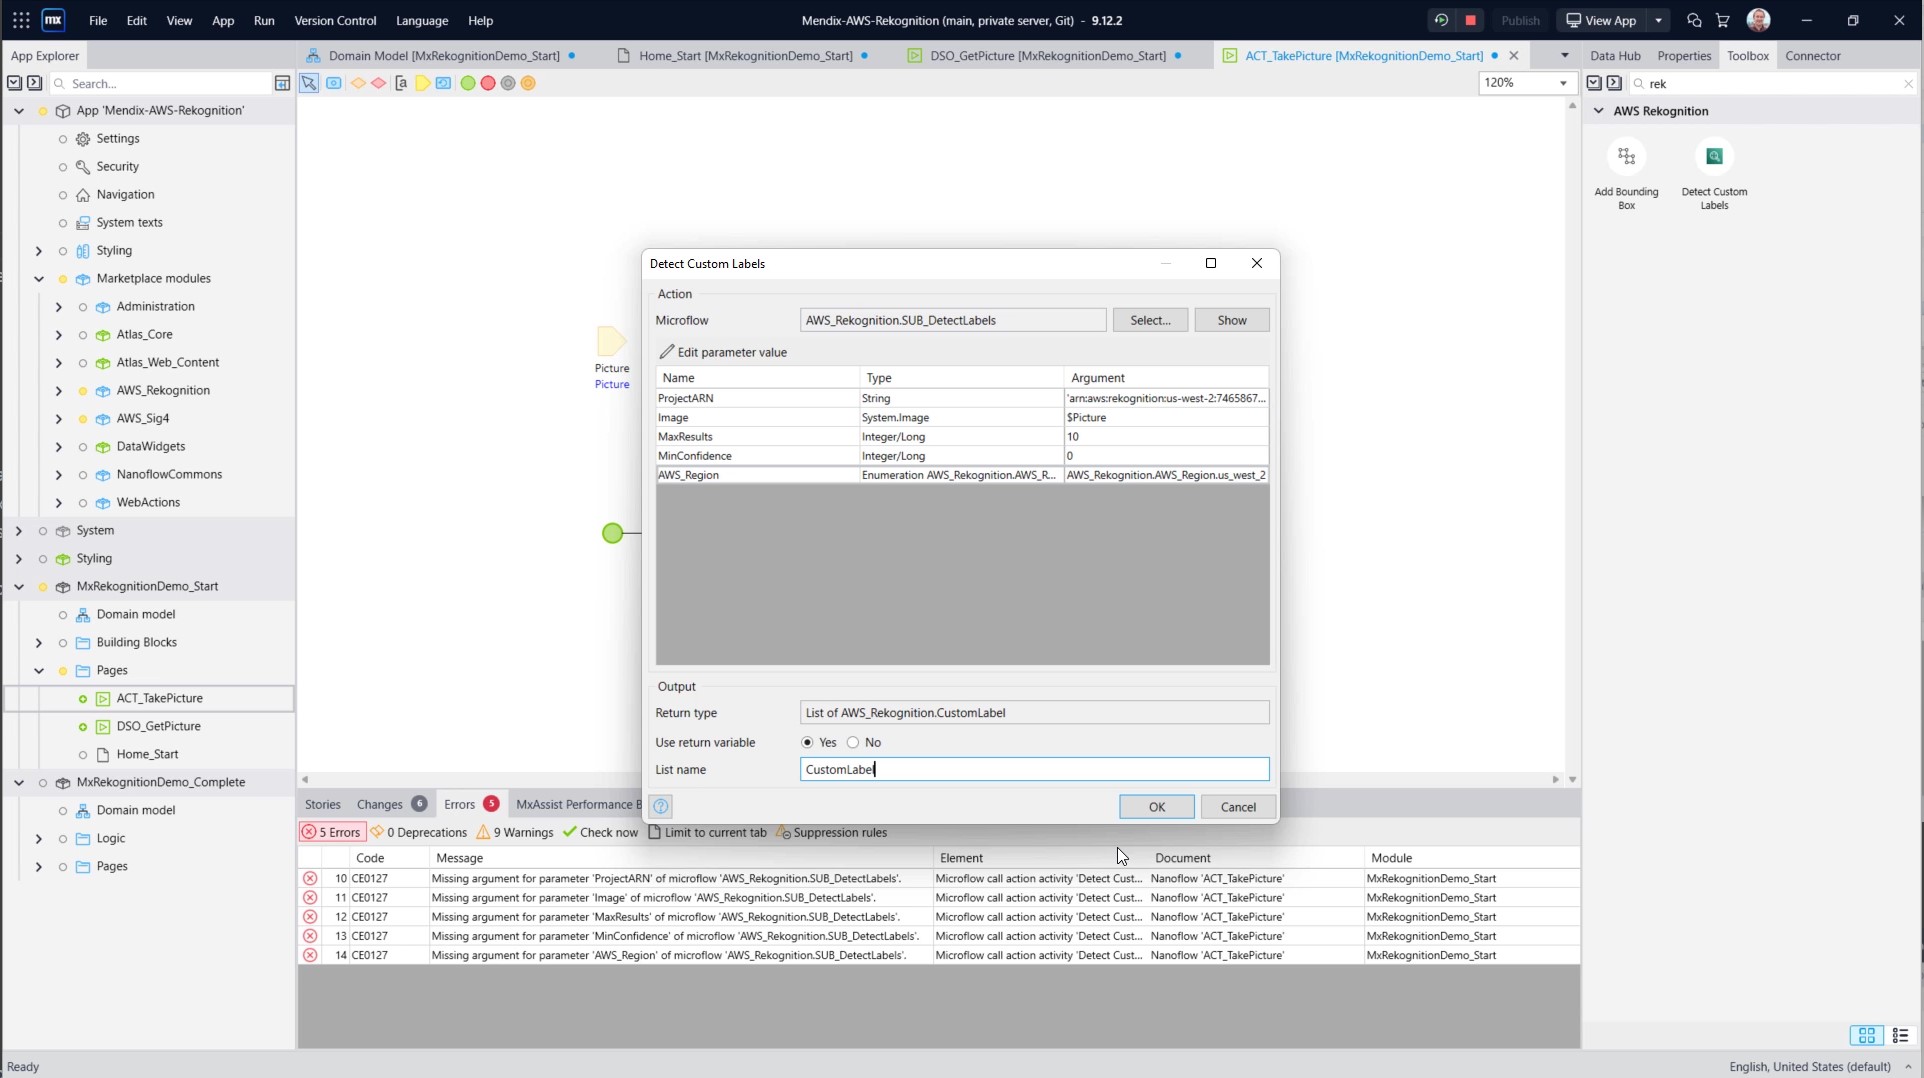 mx File Edit View App Run Version Control Language Help Mendix-AWS-Rekognition (main, private server, Git) - 9.12.2 Publish View App
App Explorer Domain Model [MxRekognitionDemo_Start] Home_Start [MxRekognitionDemo_Start] DSO_GetPicture [MxRekognitionDemo_Start] ACT_TakePicture [MxRekognitionDemo_Start] Data Hub Properties Toolbox Connector
Search... 120% rek
App 'Mendix-AWS-Rekognition'
Settings
Security
Navigation
System texts
Styling
Marketplace modules
Administration
Atlas_Core
Atlas_Web_Content
AWS_Rekognition
AWS_Sig4
DataWidgets
NanoflowCommons
WebActions
System
Styling
MxRekognitionDemo_Start
Domain model
Building Blocks
Pages
ACT_TakePicture
DSO_GetPicture
Home_Start
MxRekognitionDemo_Complete
Domain model
Logic
Pages
Picture
Picture
Detect Custom Labels
Action
Microflow AWS_Rekognition.SUB_DetectLabels Select... Show
Edit parameter value
Name Type Argument
ProjectARN String 'arn:aws:rekognition:us-west-2:7465867...
Image System.Image $Picture
MaxResults Integer/Long 10
MinConfidence Integer/Long 0
AWS_Region Enumeration AWS_Rekognition.AWS_R... AWS_Rekognition.AWS_Region.us_west_2
Output
Return type List of AWS_Rekognition.CustomLabel
Use return variable Yes No
List name CustomLabel
OK Cancel
AWS Rekognition
Add Bounding Box
Detect Custom Labels
Stories Changes 6 Errors 5 MxAssist Performance B
5 Errors 0 Deprecations 9 Warnings Check now Limit to current tab Suppression rules
Code Message Element Document Module
10 CE0127 Missing argument for parameter 'ProjectARN' of microflow 'AWS_Rekognition.SUB_DetectLabels'. Microflow call action activity 'Detect Cust... Nanoflow 'ACT_TakePicture' MxRekognitionDemo_Start
11 CE0127 Missing argument for parameter 'Image' of microflow 'AWS_Rekognition.SUB_DetectLabels'. Microflow call action activity 'Detect Cust... Nanoflow 'ACT_TakePicture' MxRekognitionDemo_Start
12 CE0127 Missing argument for parameter 'MaxResults' of microflow 'AWS_Rekognition.SUB_DetectLabels'. Microflow call action activity 'Detect Cust... Nanoflow 'ACT_TakePicture' MxRekognitionDemo_Start
13 CE0127 Missing argument for parameter 'MinConfidence' of microflow 'AWS_Rekognition.SUB_DetectLabels'. Microflow call action activity 'Detect Cust... Nanoflow 'ACT_TakePicture' MxRekognitionDemo_Start
14 CE0127 Missing argument for parameter 'AWS_Region' of microflow 'AWS_Rekognition.SUB_DetectLabels'. Microflow call action activity 'Detect Cust... Nanoflow 'ACT_TakePicture' MxRekognitionDemo_Start
Ready English, United States (default)